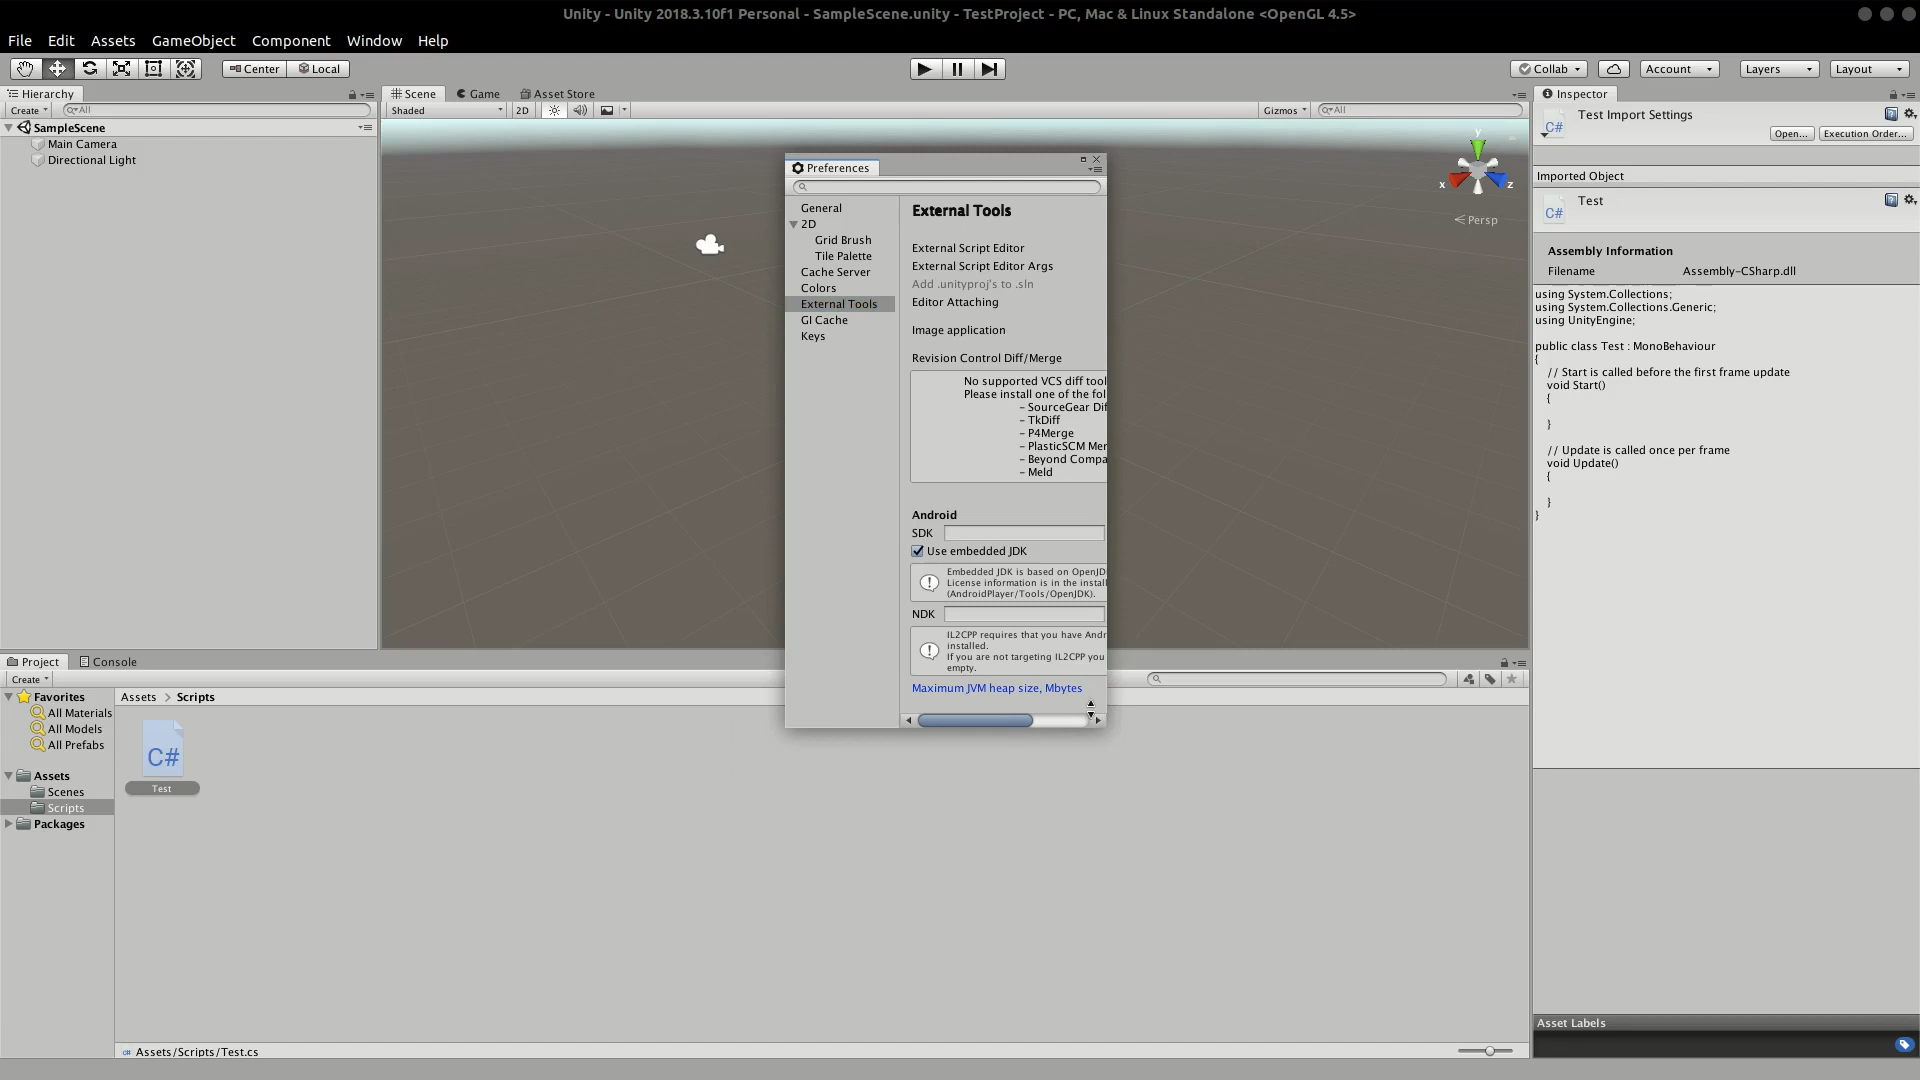 Unity - Unity 2018.3.10f1 Personal - SampleScene.unity - TestProject - PC, Mac & Linux Standalone <OpenGL 4.5>
File Edit Assets GameObject Component Window Help
Center Local
Collab Account Layers Layout
Hierarchy
Create All
SampleScene
Main Camera
Directional Light
Scene Game Asset Store
Shaded 2D Gizmos All
y
x z
Persp
Preferences
General
2D
Grid Brush
Tile Palette
Cache Server
Colors
External Tools
GI Cache
Keys
External Tools
External Script Editor
External Script Editor Args
Add .unityproj's to .sln
Editor Attaching
Image application
Revision Control Diff/Merge
No supported VCS diff tool
Please install one of the fol
- SourceGear Dif
- TkDiff
- P4Merge
- PlasticSCM Mer
- Beyond Compa
- Meld
Android
SDK
Use embedded JDK
Embedded JDK is based on OpenJD
License information is in the install
(AndroidPlayer/Tools/OpenJDK).
NDK
IL2CPP requires that you have Andr
installed.
If you are not targeting IL2CPP you
empty.
Maximum JVM heap size, Mbytes
Inspector
Test Import Settings
C#
Open... Execution Order...
Imported Object
Test
C#
Assembly Information
Filename Assembly-CSharp.dll
using System.Collections;
using System.Collections.Generic;
using UnityEngine;
public class Test : MonoBehaviour
{
// Start is called before the first frame update
void Start()
{
}
// Update is called once per frame
void Update()
{
}
}
Asset Labels
Project Console
Create
Favorites
All Materials
All Models
All Prefabs
Assets
Scenes
Scripts
Packages
Assets > Scripts
C#
Test
Assets/Scripts/Test.cs